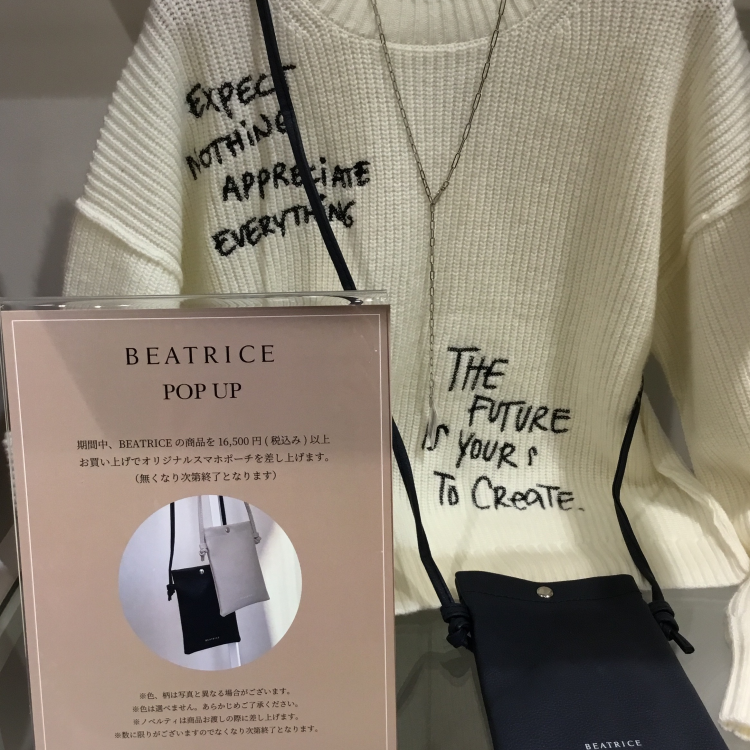 EXPECT
NOTHING
APPRECIATE
EVERYTHING
THE
FUTURE
IS YOURS
TO CREATE.
BEATRICE
POP UP
期間中、BEATRICEの商品を16,500円(税込み)以上
お買い上げでオリジナルスマホポーチを差し上げます。
(無くなり次第終了となります)
BEATRICE
※色、柄は写真と異なる場合がございます。
※色は選べません。あらかじめご了承ください。
※ノベルティは商品お渡しの際に差し上げます。
※数に限りがございますのでなくなり次第終了となります。
BEATRICE